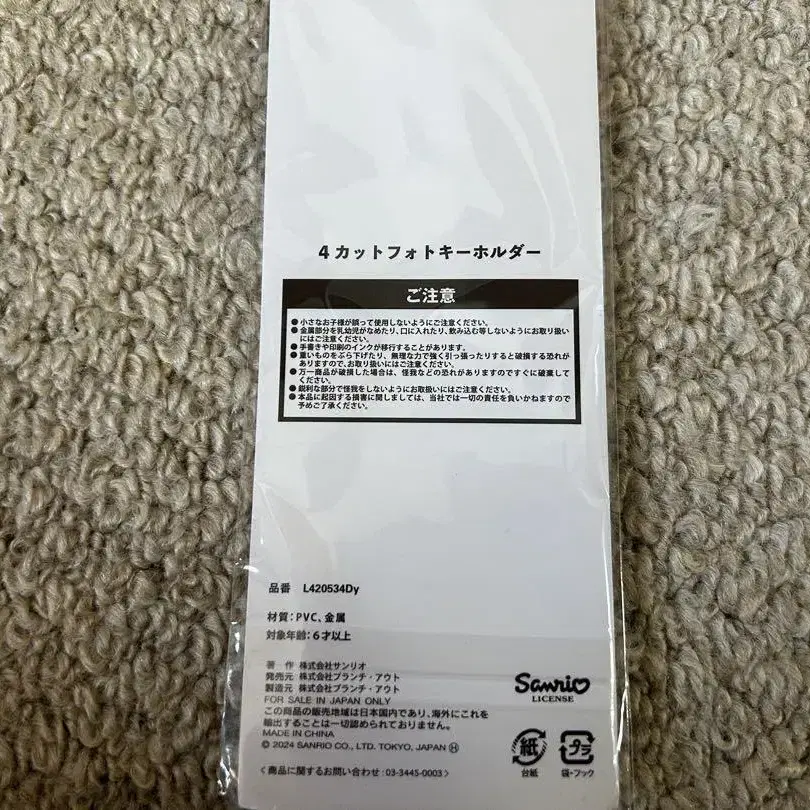 4カットフォトキーホルダー
ご注意
●小さなお子様が誤って使用しないようにご注意ください。
●金属部分を乳幼児がなめたり、口に入れたり、飲み込む等しないようにお取り扱い
にはご注意ください。
●手書きや印刷のインクが移行することがあります。
●重いものをぶら下げたり、無理な力で強く引っ張ったりすると破損する恐れが
ありますので、お取り扱いにはご注意ください。
●万一商品が破損した場合は、怪我などの恐れがありますのですぐに破棄して
ください。
●鋭利な部分で怪我をしないようにお取扱いにはご注意ください。
●本品に起因する損害に関しましては、当社では一切の責任を負いかねますので
予めご了承ください。
品番 L420534Dy
材質:PVC、金属
対象年齢:6才以上
著 作 株式会社サンリオ
発売元 株式会社ブランチ・アウト
製造元 株式会社ブランチ・アウト
FOR SALE IN JAPAN ONLY
この商品の販売地域は日本国内であり、海外にこれを
輸出することは一切認められておりません。
MADE IN CHINA
© 2024 SANRIO CO., LTD. TOKYO, JAPAN Ⓗ
〈商品に関するお問い合わせ:03-3445-0003〉
Sanrio
LICENSE
紙
台紙
プラ
袋・フック